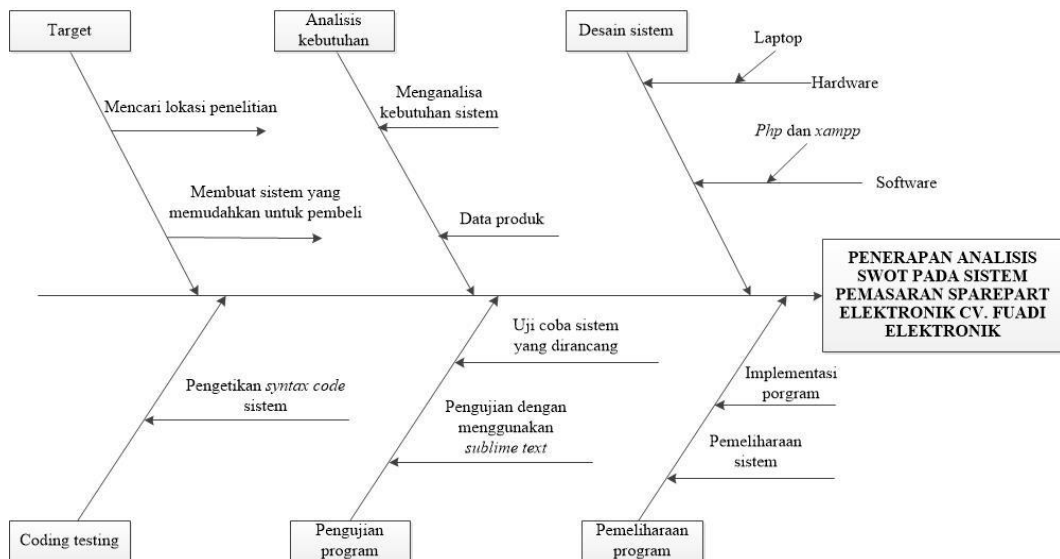 Target
Analisis
kebutuhan
Desain sistem
Laptop
Hardware
Mencari lokasi penelitian
Menganalisa
kebutuhan sistem
Php dan xampp
Software
Membuat sistem yang
memudahkan untuk pembeli
Data produk
PENERAPAN ANALISIS
SWOT PADA SISTEM
PEMASARAN SPAREPART
ELEKTRONIK CV. FUADI
ELEKTRONIK
Uji coba sistem
yang dirancang
Pengetikan syntax code
sistem
Implementasi
porgram
Pengujian dengan
menggunakan
sublime text
Pemeliharaan
sistem
Coding testing
Pengujian
program
Pemeliharaan
program